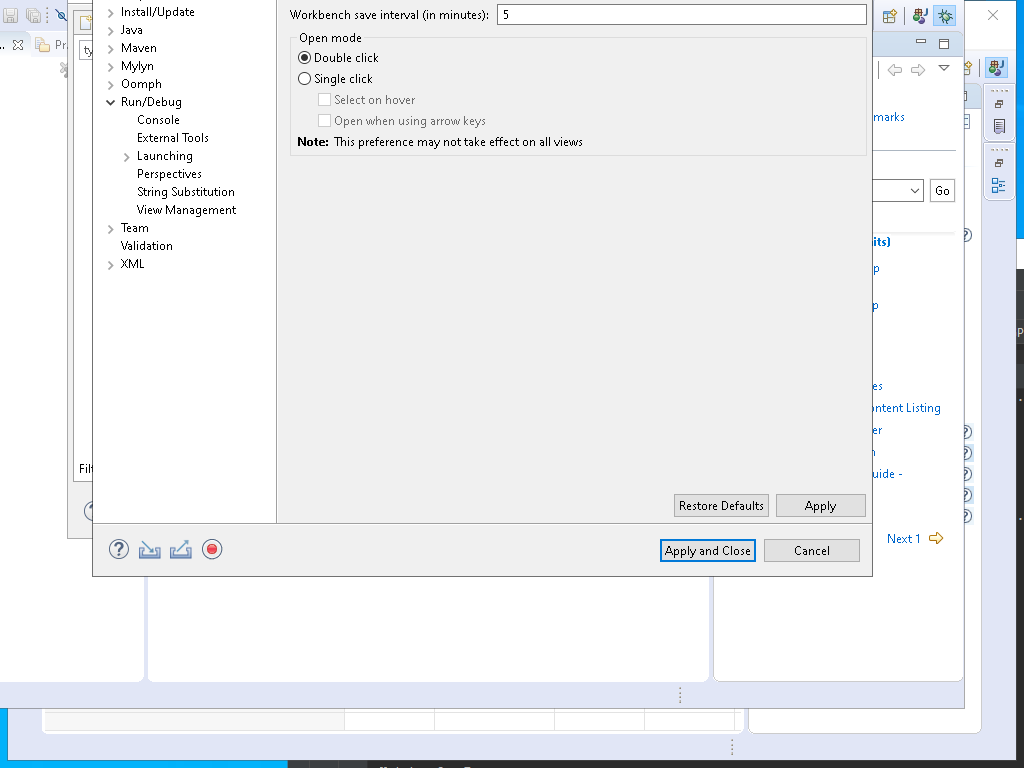 Install/Update
Java
Maven
Mylyn
Oomph
Run/Debug
Console
External Tools
Launching
Perspectives
String Substitution
View Management
Team
Validation
XML
Workbench save interval (in minutes): 5
Open mode
Double click
Single click
Select on hover
Open when using arrow keys
Note: This preference may not take effect on all views
Restore Defaults
Apply
Apply and Close
Cancel
Pr
ty
Filt
marks
Go
its)
p
p
es
ontent Listing
er
n
uide -
Next 1
P